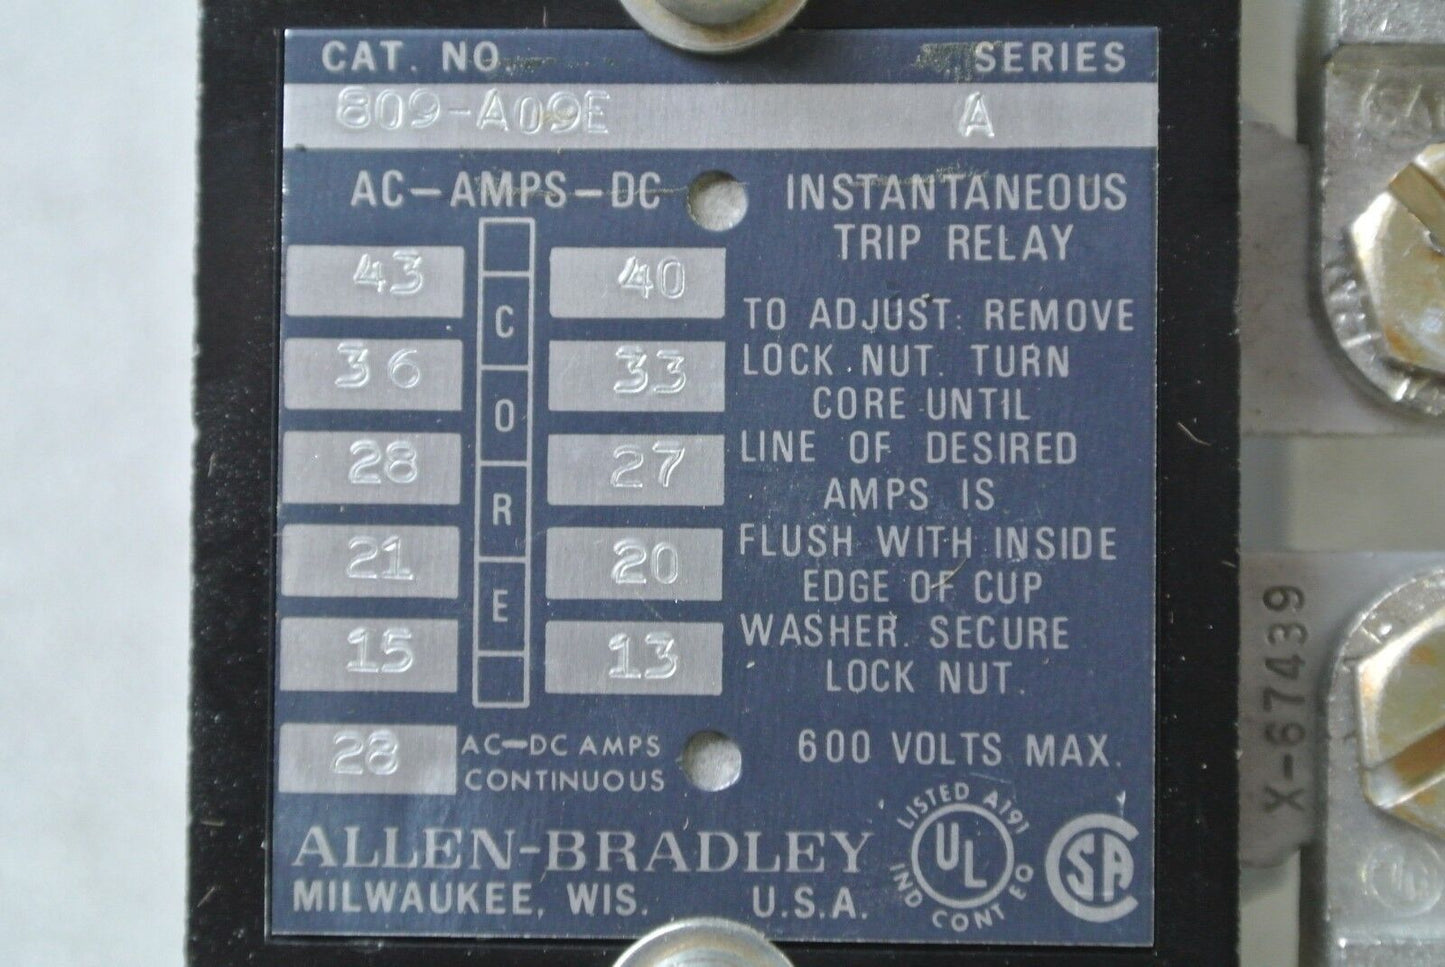 CAT. NO. SERIES
809-A09E A
AC-AMPS-DC
43 40
36 33
28 27
21 20
15 13
C
O
R
E
28 AC-DC AMPS
CONTINUOUS
INSTANTANEOUS
TRIP RELAY
TO ADJUST: REMOVE
LOCK NUT. TURN
CORE UNTIL
LINE OF DESIRED
AMPS IS
FLUSH WITH INSIDE
EDGE OF CUP
WASHER. SECURE
LOCK NUT.
600 VOLTS MAX.
ALLEN-BRADLEY
MILWAUKEE, WIS. U.S.A.
LISTED A191
UL
IND CONT EQ
SA
X-67439